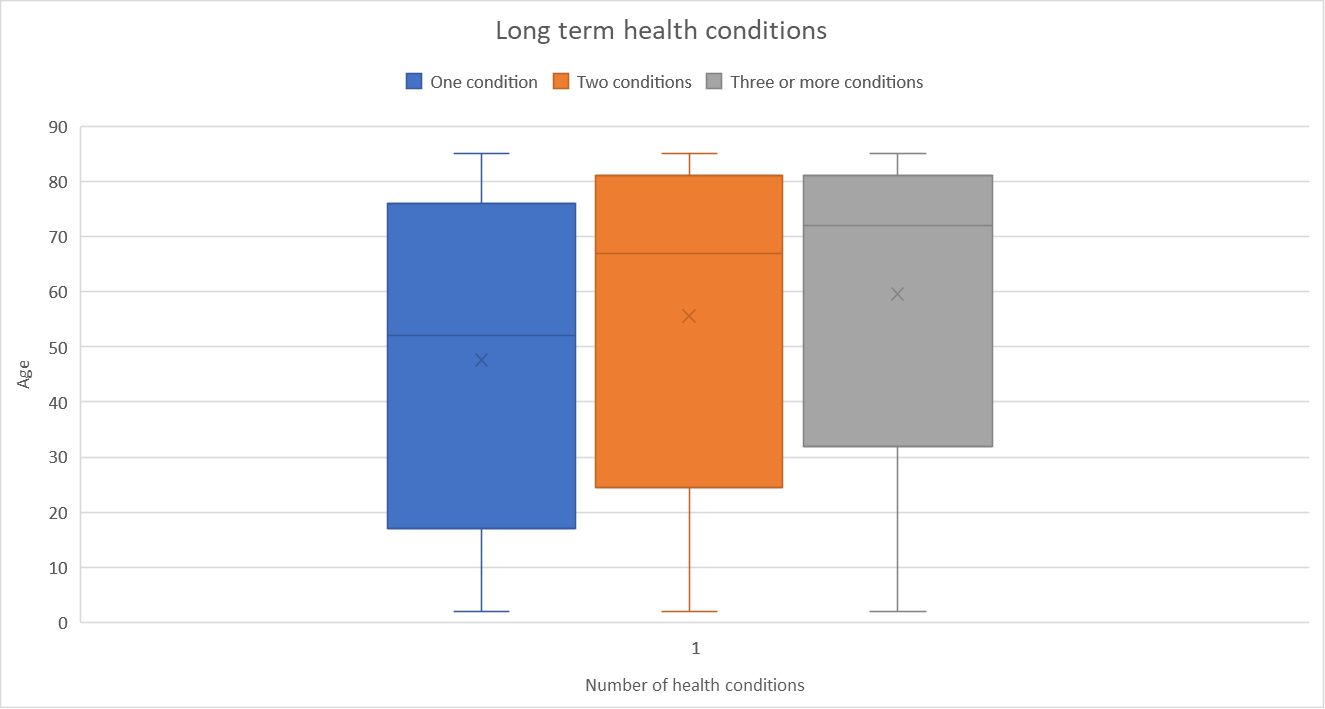 Long term health conditions
One condition Two conditions Three or more conditions
90
80
70
60
50
40
30
20
10
0
Age
1
Number of health conditions